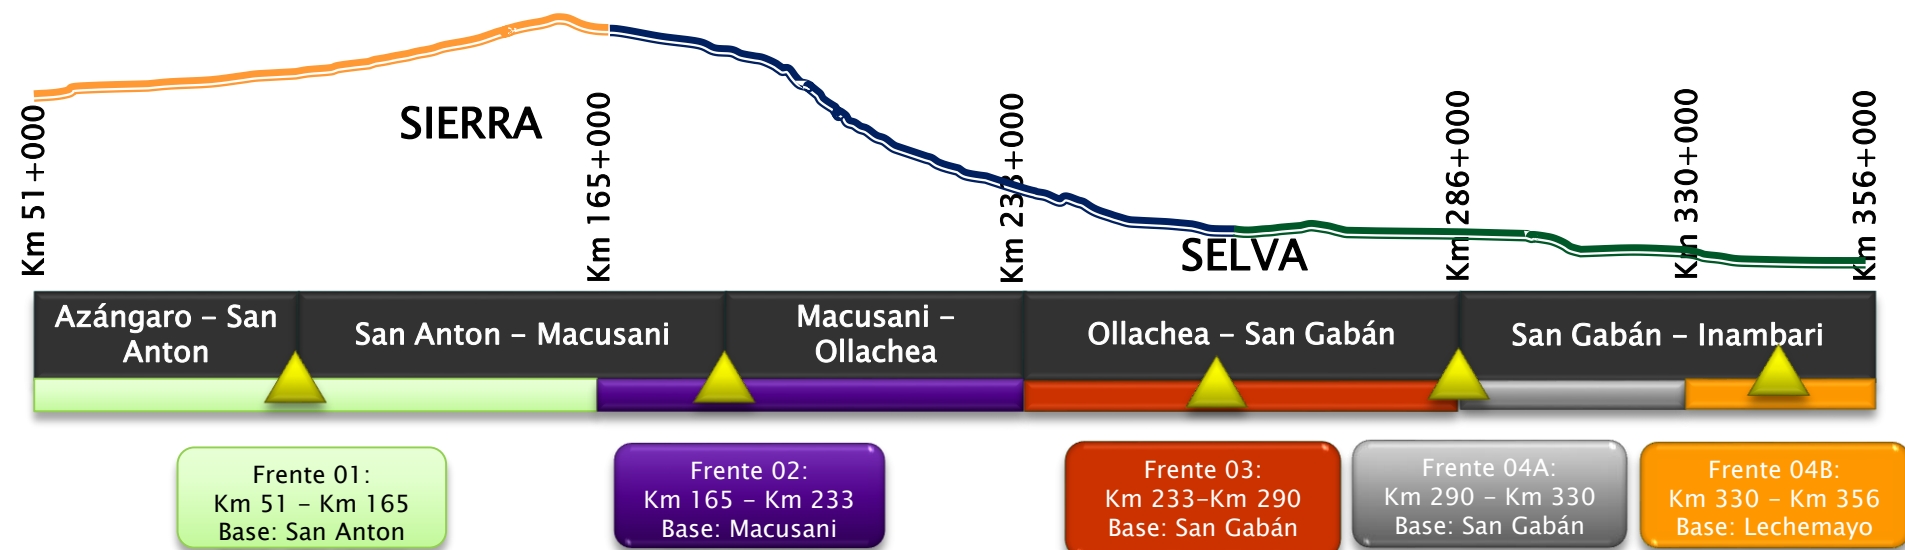 SIERRA
SELVA
Km 51+000
Km 165+000
Km 233+000
Km 286+000
Km 330+000
Km 356+000
Azángaro – San
Anton
San Anton – Macusani
Macusani –
Ollachea
Ollachea – San Gabán
San Gabán – Inambari
Frente 01:
Km 51 – Km 165
Base: San Anton
Frente 02:
Km 165 – Km 233
Base: Macusani
Frente 03:
Km 233–Km 290
Base: San Gabán
Frente 04A:
Km 290 – Km 330
Base: San Gabán
Frente 04B:
Km 330 – Km 356
Base: Lechemayo